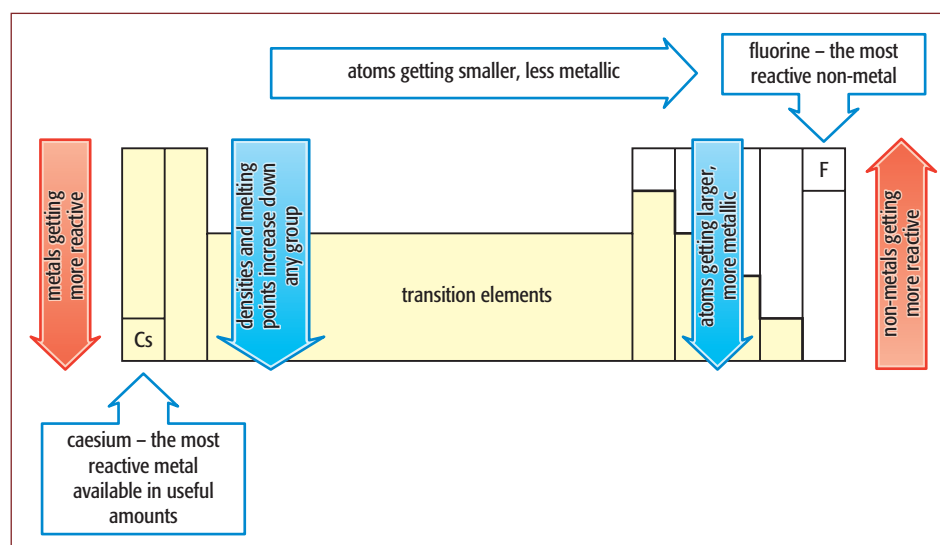 atoms getting smaller, less metallic
fluorine – the most
reactive non-metal
metals getting
more reactive
densities and melting
points increase down
any group
transition elements
atoms getting larger,
more metallic
F
non-metals getting
more reactive
Cs
caesium – the most
reactive metal
available in useful
amounts